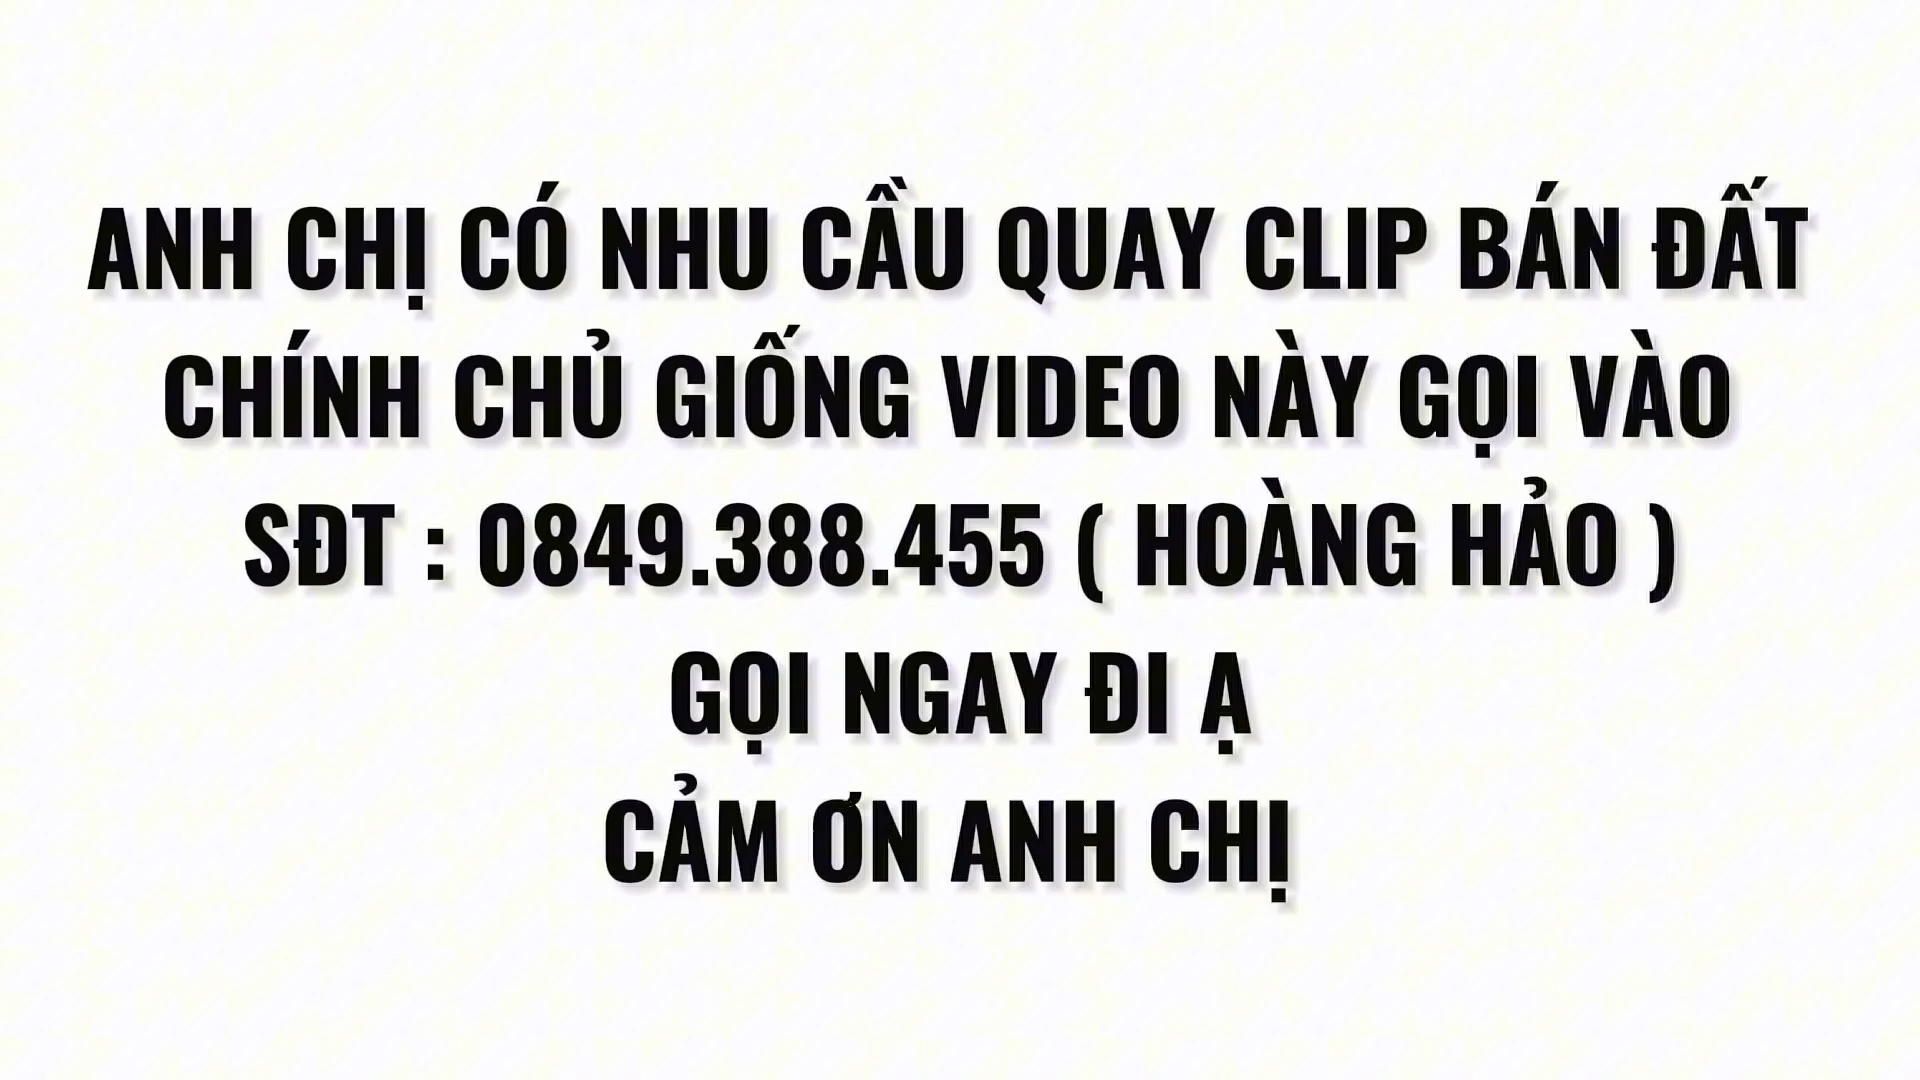 ANH CHỊ CÓ NHU CẦU QUAY CLIP BÁN ĐẤT
CHÍNH CHỦ GIỐNG VIDEO NÀY GỌI VÀO
SĐT : 0849.388.455 ( HOÀNG HẢO )
GỌI NGAY ĐI Ạ
CẢM ƠN ANH CHỊ